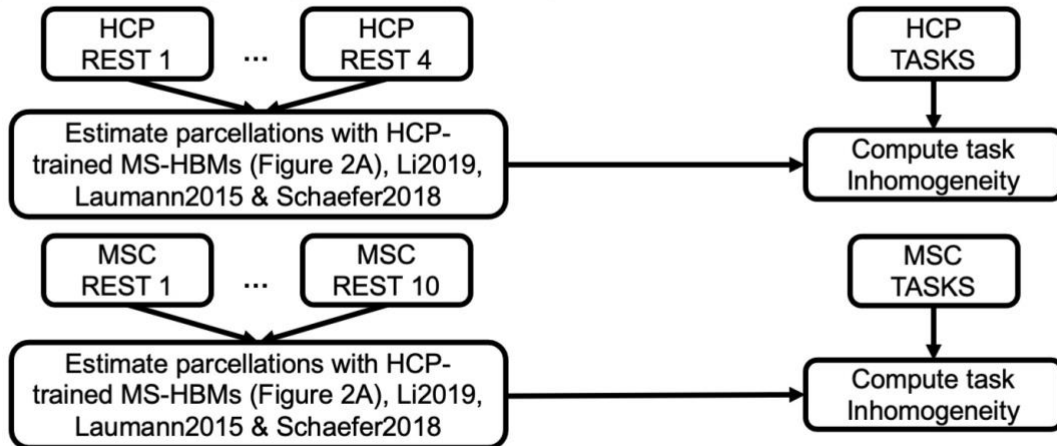 HCP
REST 1
...
HCP
REST 4
HCP
TASKS
Estimate parcellations with HCP-
trained MS-HBMs (Figure 2A), Li2019,
Laumann2015 & Schaefer2018
Compute task
Inhomogeneity
MSC
REST 1
...
MSC
REST 10
MSC
TASKS
Estimate parcellations with HCP-
trained MS-HBMs (Figure 2A), Li2019,
Laumann2015 & Schaefer2018
Compute task
Inhomogeneity